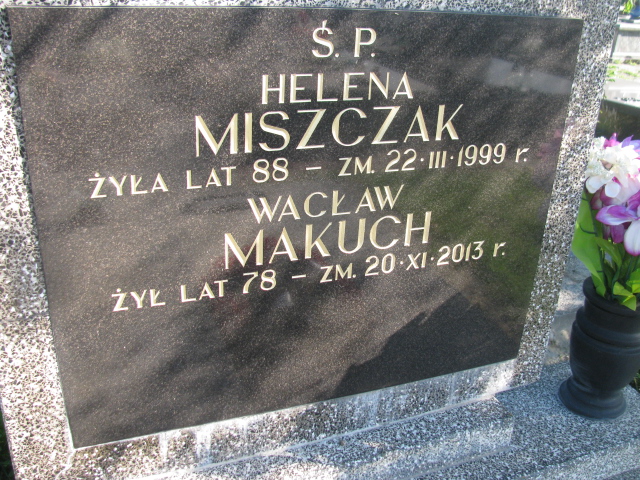 Ś. P.
HELENA
MISZCZAK
ŻYŁA LAT 88 – ZM. 22·III·1999 r.
WACŁAW
MAKUCH
ŻYŁ LAT 78 – ZM. 20·XI·2013 r.